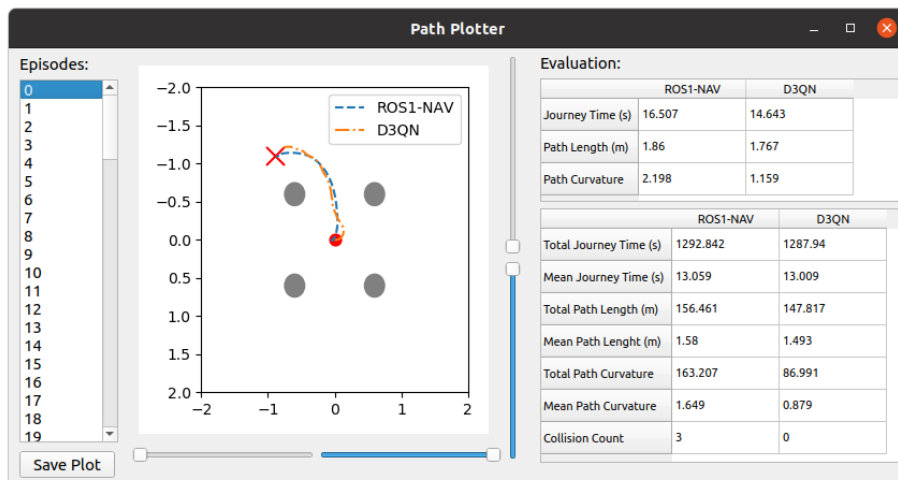 Path Plotter
Episodes:
0
1
2
3
4
5
6
7
8
9
10
11
12
13
14
15
16
17
18
19
Save Plot
−2.0
−1.5
−1.0
−0.5
0.0
0.5
1.0
1.5
2.0
−2 −1 0 1 2
ROS1-NAV
D3QN
Evaluation:
ROS1-NAV D3QN
Journey Time (s) 16.507 14.643
Path Length (m) 1.86 1.767
Path Curvature 2.198 1.159
ROS1-NAV D3QN
Total Journey Time (s) 1292.842 1287.94
Mean Journey Time (s) 13.059 13.009
Total Path Length (m) 156.461 147.817
Mean Path Lenght (m) 1.58 1.493
Total Path Curvature 163.207 86.991
Mean Path Curvature 1.649 0.879
Collision Count 3 0